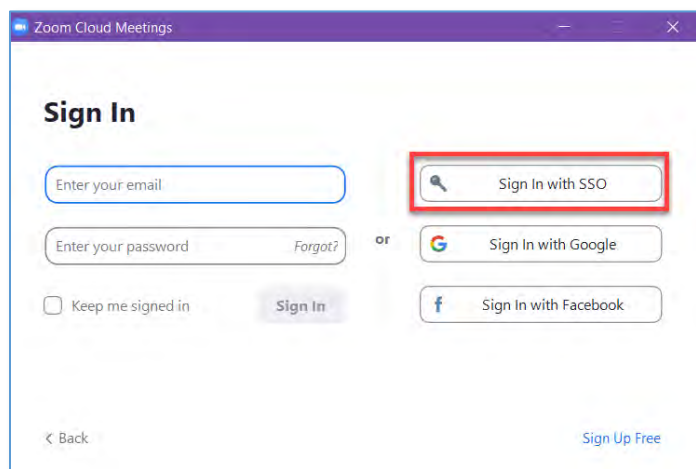 Zoom Cloud Meetings
Sign In
Enter your email
Sign In with SSO
Enter your password
Forgot?
or
Sign In with Google
Keep me signed in
Sign In
Sign In with Facebook
Back
Sign Up Free